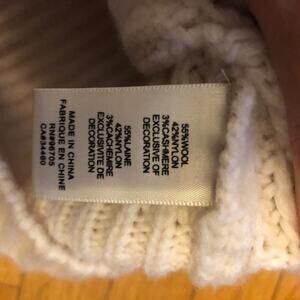 55%WOOL
42%NYLON
3%CASHMERE
EXCLUSIVE OF
DECORATION
55%LAINE
42%NYLON
3%CACHEMIRE
EXCLUSIVE DE
DECORATION
MADE IN CHINA
FABRIQUE EN CHINE
RN#96705
CA#34480